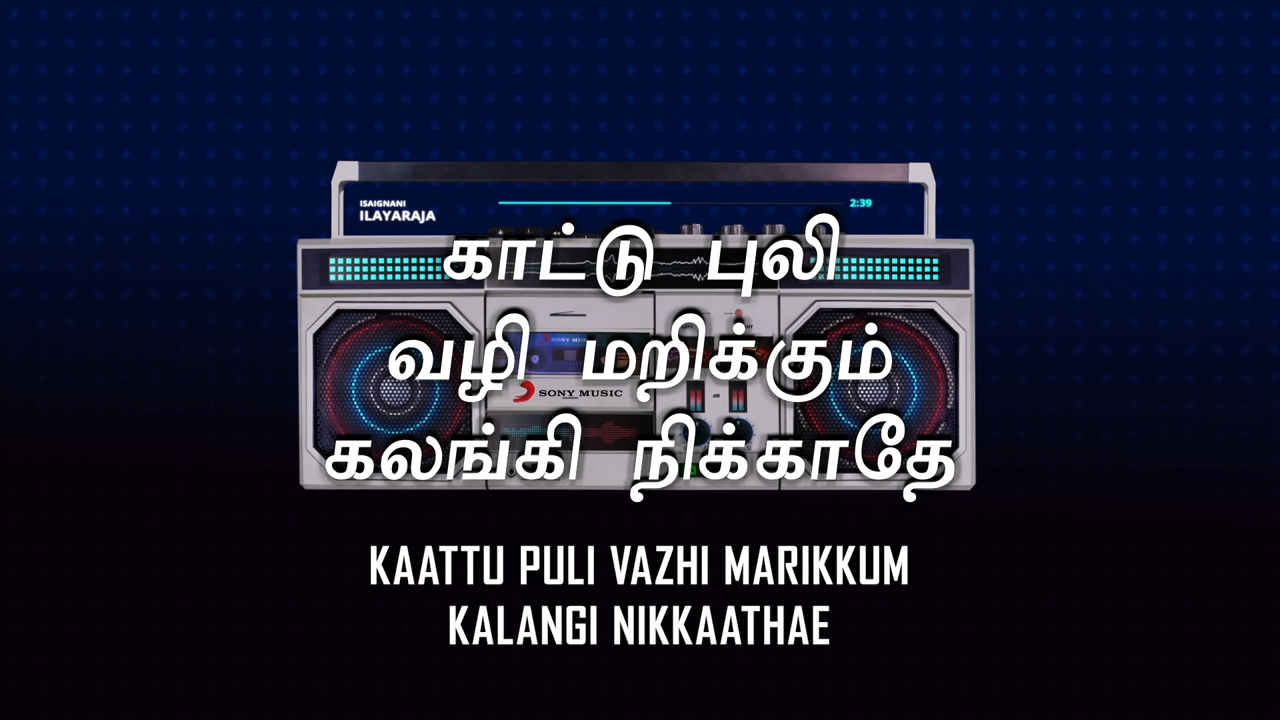 ISAIGNANI
ILAYARAJA
2:39
காட்டு புலி
வழி மறிக்கும்
SONY MUSIC
கலங்கி நிக்காதே
KAATTU PULI VAZHI MARIKKUM
KALANGI NIKKAATHAE